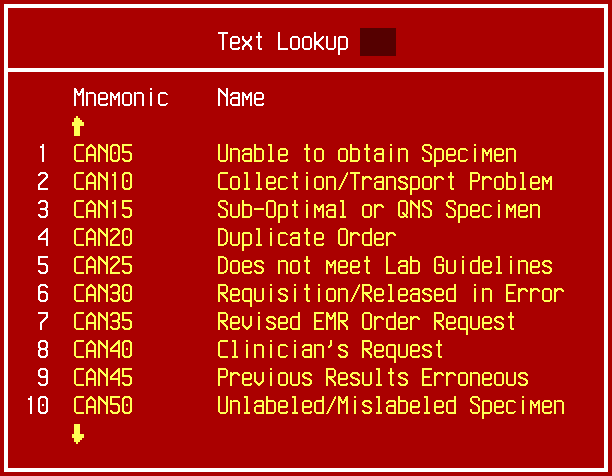 Text Lookup
Mnemonic Name
↑
1 CAN05 Unable to obtain Specimen
2 CAN10 Collection/Transport Problem
3 CAN15 Sub-Optimal or QNS Specimen
4 CAN20 Duplicate Order
5 CAN25 Does not meet Lab Guidelines
6 CAN30 Requisition/Released in Error
7 CAN35 Revised EMR Order Request
8 CAN40 Clinician's Request
9 CAN45 Previous Results Erroneous
10 CAN50 Unlabeled/Mislabeled Specimen
↓